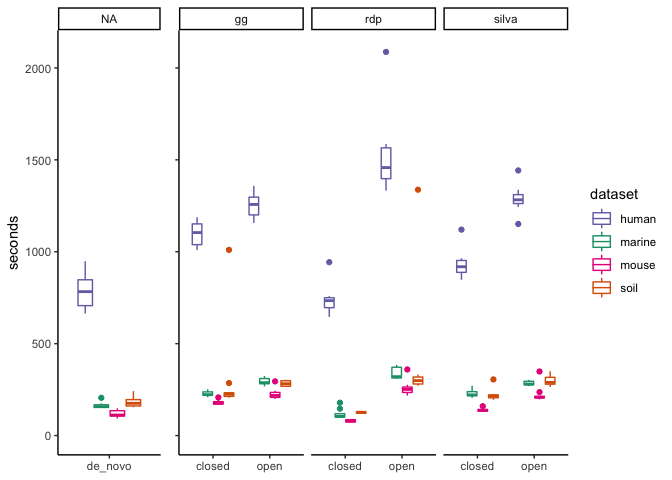 NA
gg
rdp
silva
seconds
2000
1500
1000
500
0
de_novo
closed
open
closed
open
closed
open
dataset
human
marine
mouse
soil